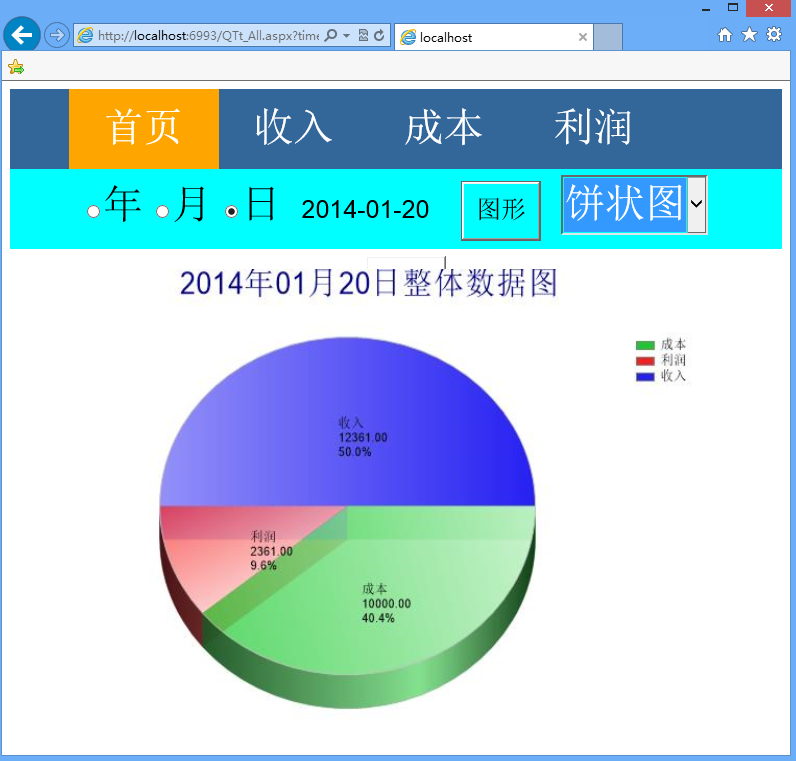 http://localhost:6993/QTt_All.aspx?time
localhost
首页 收入 成本 利润
年 月 日 2014-01-20 图形 饼状图
2014年01月20日整体数据图
成本
利润
收入
收入
12361.00
50.0%
利润
2361.00
9.6%
成本
10000.00
40.4%